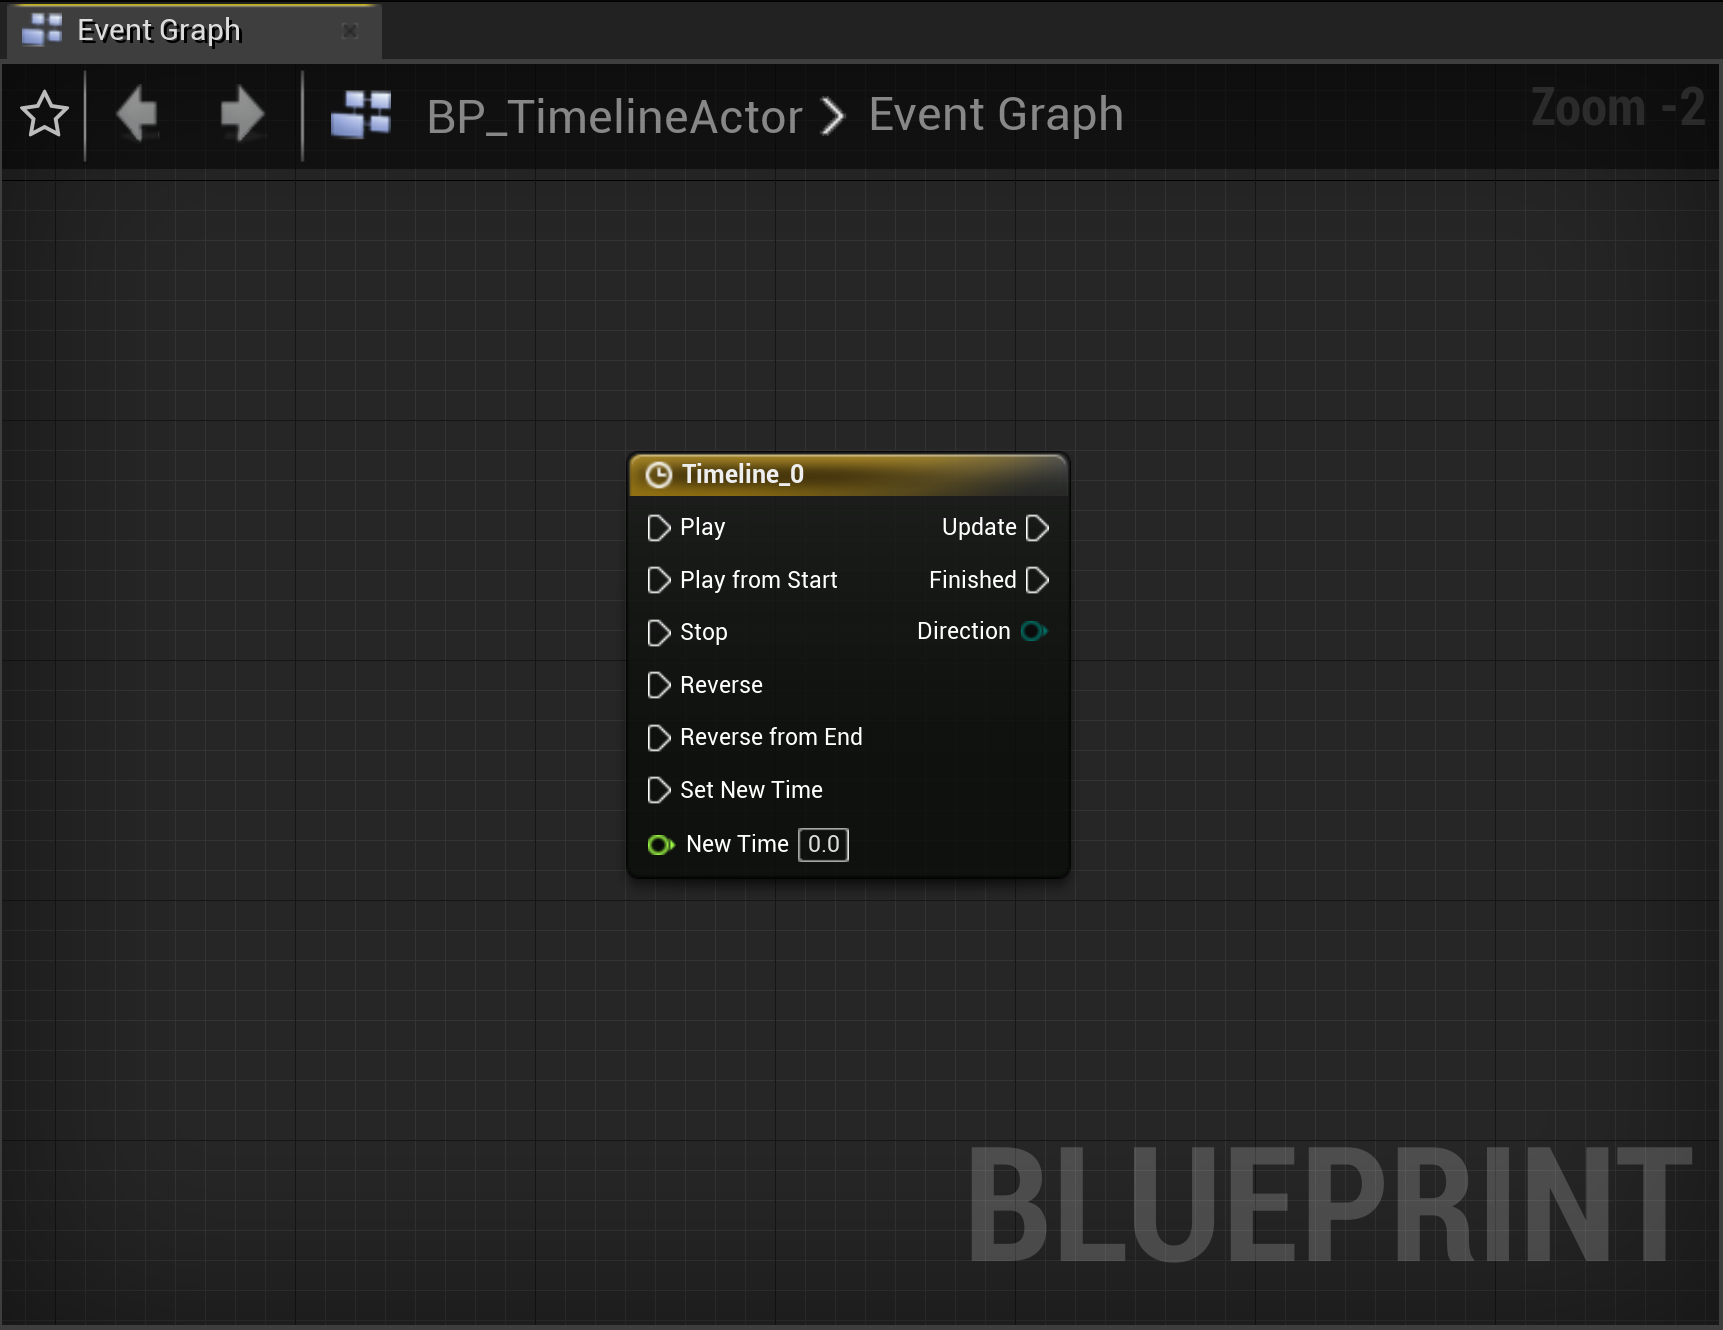 Event Graph
BP_TimelineActor Event Graph
Zoom -2
Timeline_0
Play
Update
Play from Start
Finished
Stop
Direction
Reverse
Reverse from End
Set New Time
New Time 0.0
BLUEPRINT